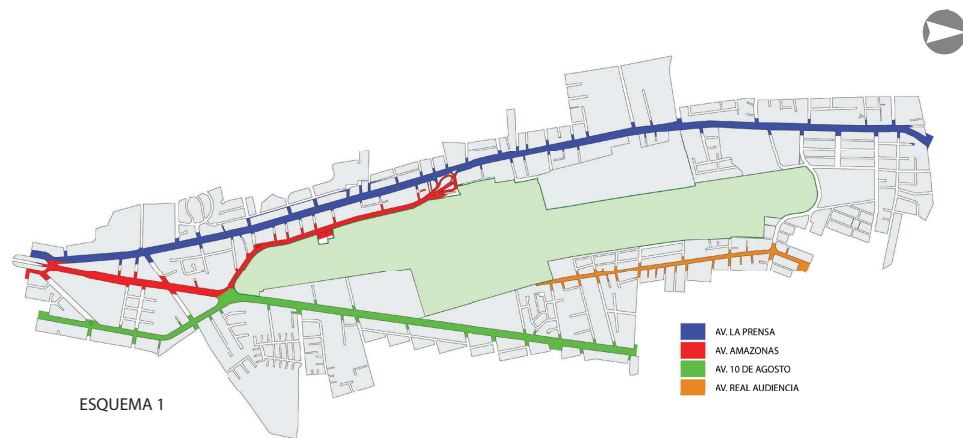 AV. LA PRENSA
AV. AMAZONAS
AV. 10 DE AGOSTO
AV. REAL AUDIENCIA
ESQUEMA 1